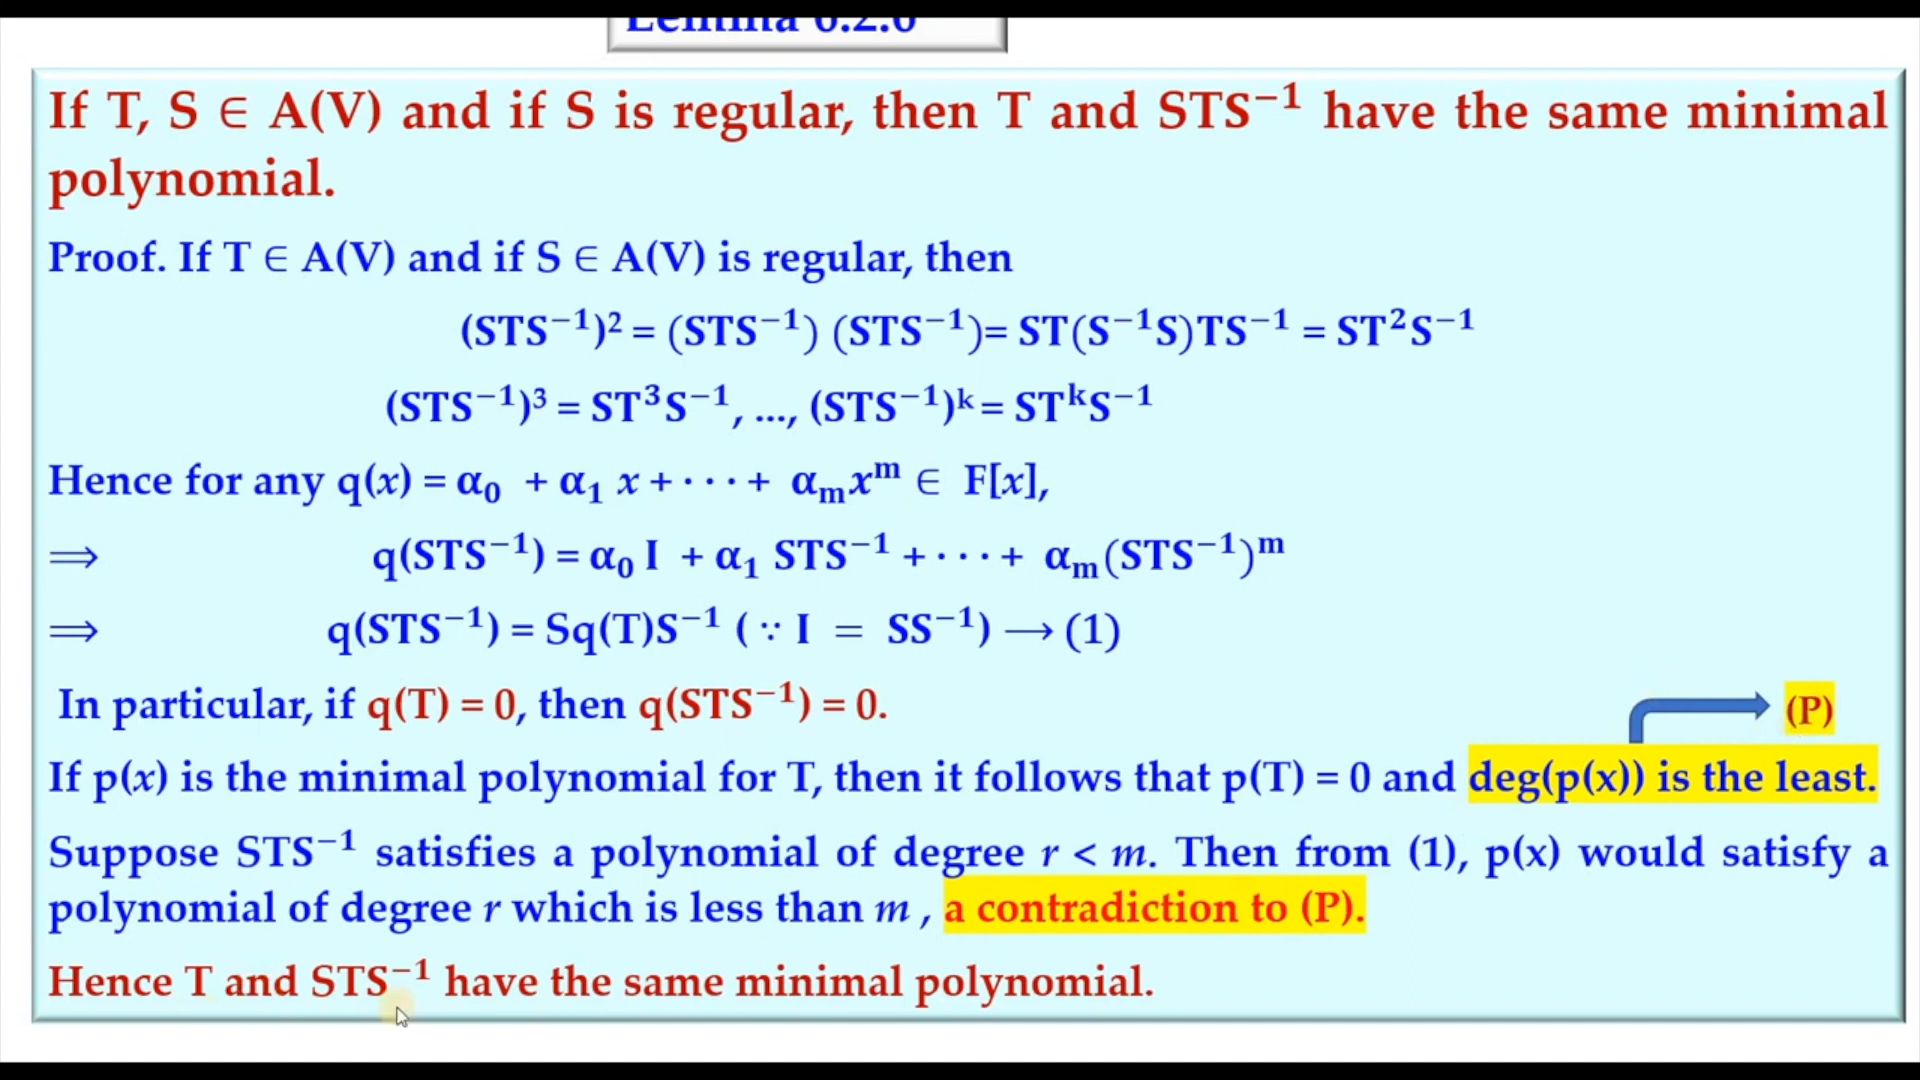 Lemma 6.2.6
If T, S ∈ A(V) and if S is regular, then T and STS⁻¹ have the same minimal
polynomial.
Proof. If T ∈ A(V) and if S ∈ A(V) is regular, then
(STS⁻¹)² = (STS⁻¹) (STS⁻¹)= ST(S⁻¹S)TS⁻¹ = ST²S⁻¹
(STS⁻¹)³ = ST³S⁻¹, ..., (STS⁻¹)ᵏ = STᵏS⁻¹
Hence for any q(x) = α₀ + α₁ x + · · · + αₘxᵐ ∈ F[x],
⟹ q(STS⁻¹) = α₀ I + α₁ STS⁻¹ + · · · + αₘ(STS⁻¹)ᵐ
⟹ q(STS⁻¹) = Sq(T)S⁻¹ (∵ I = SS⁻¹) ⟶ (1)
In particular, if q(T) = 0, then q(STS⁻¹) = 0.
(P)
If p(x) is the minimal polynomial for T, then it follows that p(T) = 0 and deg(p(x)) is the least.
Suppose STS⁻¹ satisfies a polynomial of degree r < m. Then from (1), p(x) would satisfy a
polynomial of degree r which is less than m , a contradiction to (P).
Hence T and STS⁻¹ have the same minimal polynomial.